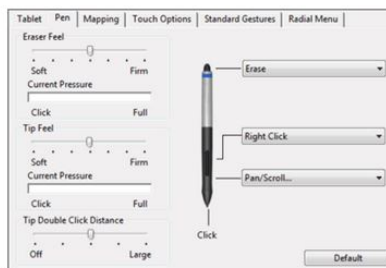 Tablet Pen Mapping Touch Options Standard Gestures Radial Menu
Eraser Feel
Soft Firm
Current Pressure
Click Full
Tip Feel
Soft Firm
Current Pressure
Click Full
Tip Double Click Distance
Off Large
Erase
Right Click
Pan/Scroll...
Click
Default